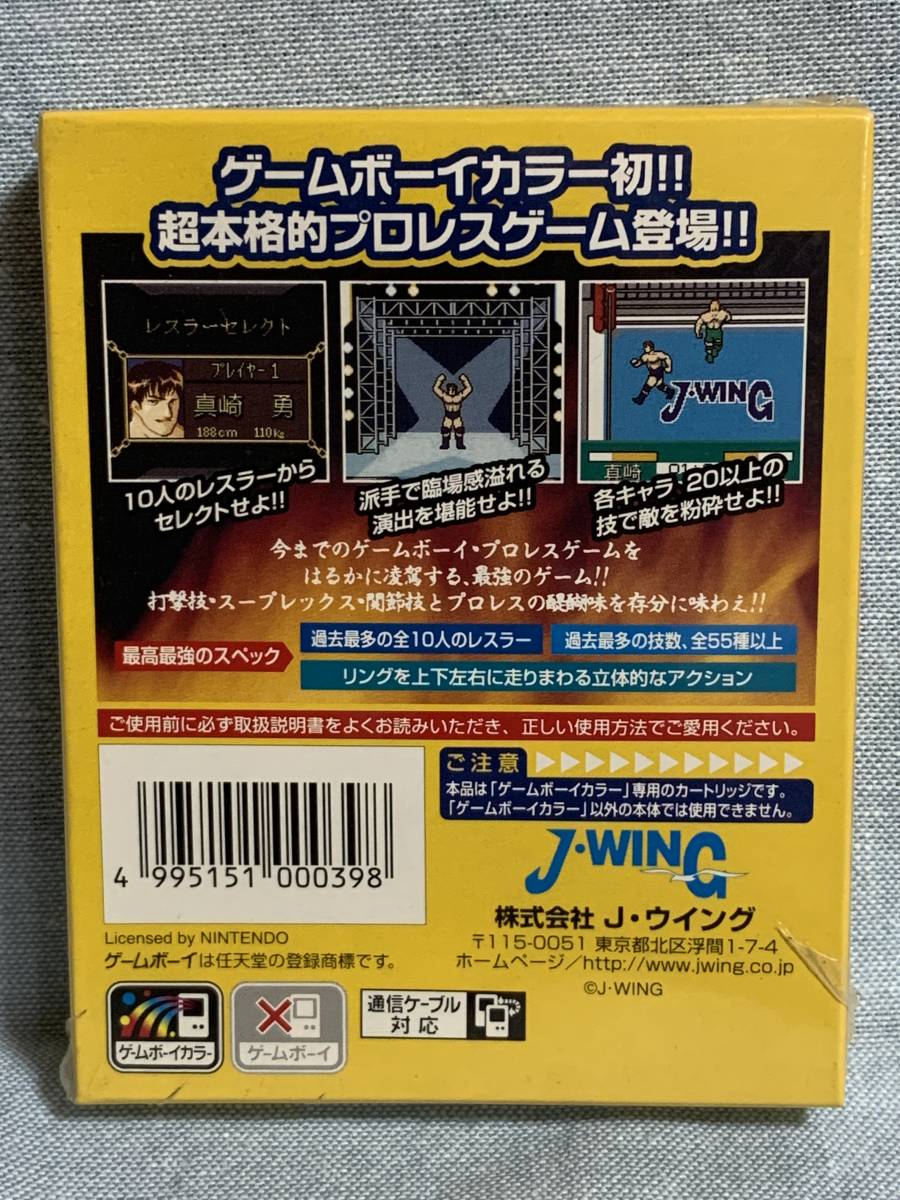 ゲームボーイカラー初!!
超本格的プロレスゲーム登場!!
レスラーセレクト
プレイヤー1
真崎 勇
188cm 110kg
J・WING
真崎
10人のレスラーから
セレクトせよ!!
派手で臨場感溢れる
演出を堪能せよ!!
各キャラ、20以上の
技で敵を粉砕せよ!!
今までのゲームボーイ・プロレスゲームを
はるかに凌駕する、最強のゲーム!!
打撃技・スープレックス・関節技とプロレスの醍醐味を存分に味わえ!!
最高最強のスペック
過去最多の全10人のレスラー
過去最多の技数、全55種以上
リングを上下左右に走りまわる立体的なアクション
ご使用前に必ず取扱説明書をよくお読みいただき、正しい使用方法でご愛用ください。
ご注意
本品は「ゲームボーイカラー」専用のカートリッジです。
「ゲームボーイカラー」以外の本体では使用できません。
4 995151 000398
J・WING
株式会社 J・ウイング
〒115-0051 東京都北区浮間1-7-4
ホームページ/http://www.jwing.co.jp
©J・WING
Licensed by NINTENDO
ゲームボーイは任天堂の登録商標です。
ゲームボーイカラー
ゲームボーイ
通信ケーブル
対応